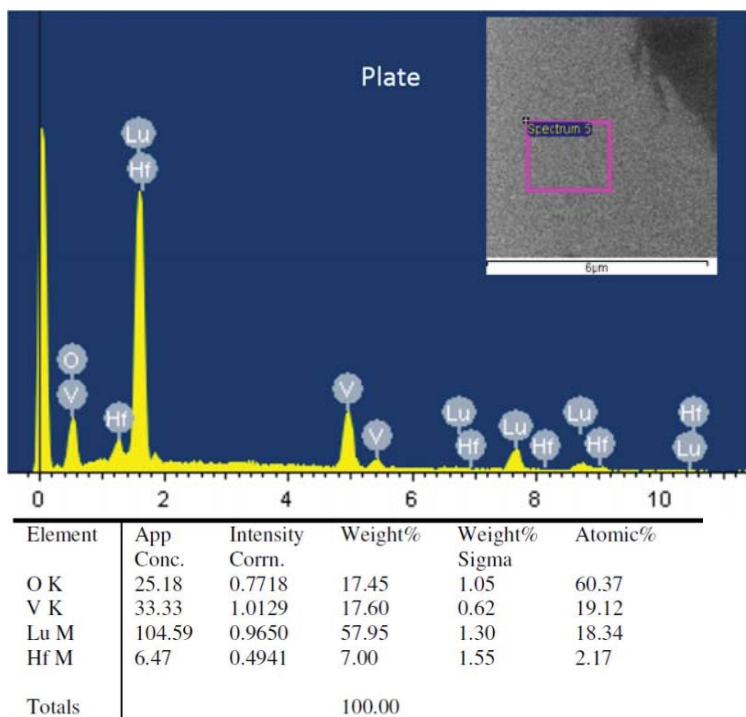 Plate
Spectrum 5
6μm
Lu
Hf
O
V
Hf
V
V
Lu
Hf
Lu
Lu
Hf
Hf
Hf
Lu
0 2 4 6 8 10
Element App Intensity Weight% Weight% Atomic%
Conc. Corrn. Sigma
O K 25.18 0.7718 17.45 1.05 60.37
V K 33.33 1.0129 17.60 0.62 19.12
Lu M 104.59 0.9650 57.95 1.30 18.34
Hf M 6.47 0.4941 7.00 1.55 2.17
Totals 100.00